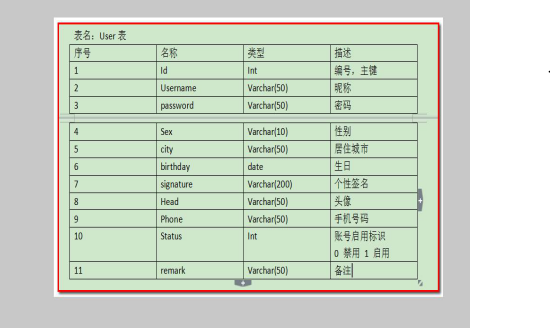 表名：User 表
序号 名称 类型 描述
1 Id Int 编号，主键
2 Username Varchar(50) 昵称
3 password Varchar(50) 密码
4 Sex Varchar(10) 性别
5 city Varchar(50) 居住城市
6 birthday date 生日
7 signature Varchar(200) 个性签名
8 Head Varchar(50) 头像
9 Phone Varchar(50) 手机号码
10 Status Int 账号启用标识
0 禁用 1 启用
11 remark Varchar(50) 备注